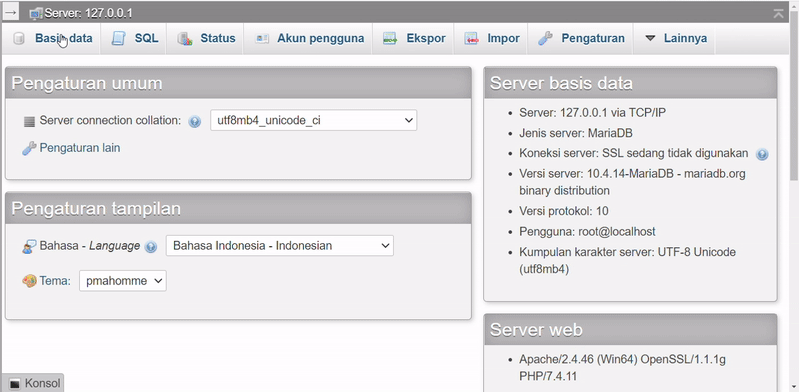 Server: 127.0.0.1
Basis data SQL Status Akun pengguna Ekspor Impor Pengaturan Lainnya
Pengaturan umum
Server connection collation: utf8mb4_unicode_ci
Pengaturan lain
Pengaturan tampilan
Bahasa - Language Bahasa Indonesia - Indonesian
Tema: pmahomme
Server basis data
Server: 127.0.0.1 via TCP/IP
Jenis server: MariaDB
Koneksi server: SSL sedang tidak digunakan
Versi server: 10.4.14-MariaDB - mariadb.org
binary distribution
Versi protokol: 10
Pengguna: root@localhost
Kumpulan karakter server: UTF-8 Unicode
(utf8mb4)
Server web
Apache/2.4.46 (Win64) OpenSSL/1.1.1g
PHP/7.4.11
Konsol